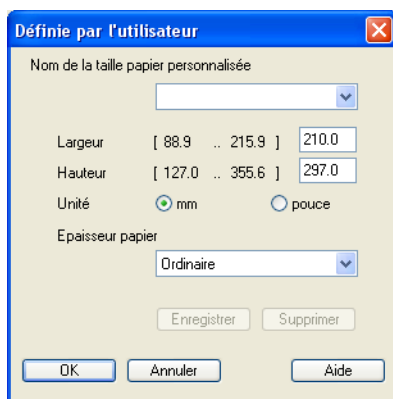 Définie par l'utilisateur
Nom de la taille papier personnalisée
Largeur [ 88.9 .. 215.9 ] 210.0
Hauteur [ 127.0 .. 355.6 ] 297.0
Unité mm pouce
Epaisseur papier
Ordinaire
Enregistrer Supprimer
OK Annuler Aide